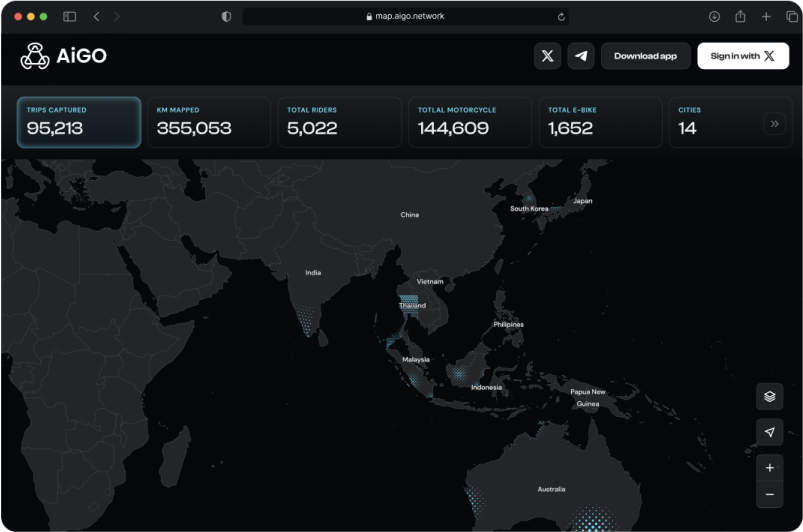 map.aigo.network
AiGO
Download app
Sign in with X
TRIPS CAPTURED
95,213
KM MAPPED
355,053
TOTAL RIDERS
5,022
TOTLAL MOTORCYCLE
144,609
TOTAL E-BIKE
1,652
CITIES
14
China
South Korea
Japan
India
Vietnam
Thailand
Philipines
Malaysia
Indonesia
Papua New
Guinea
Australia